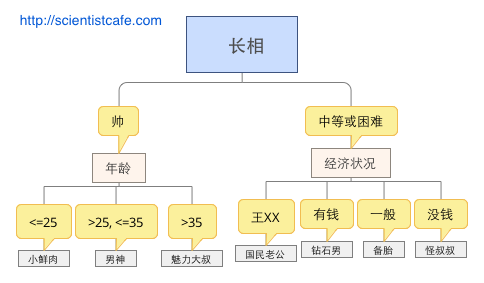 http://scientistcafe.com
长相
帅
中等或困难
年龄
经济状况
<=25
>25, <=35
>35
王XX
有钱
一般
没钱
小鲜肉
男神
魅力大叔
国民老公
钻石男
备胎
怪叔叔